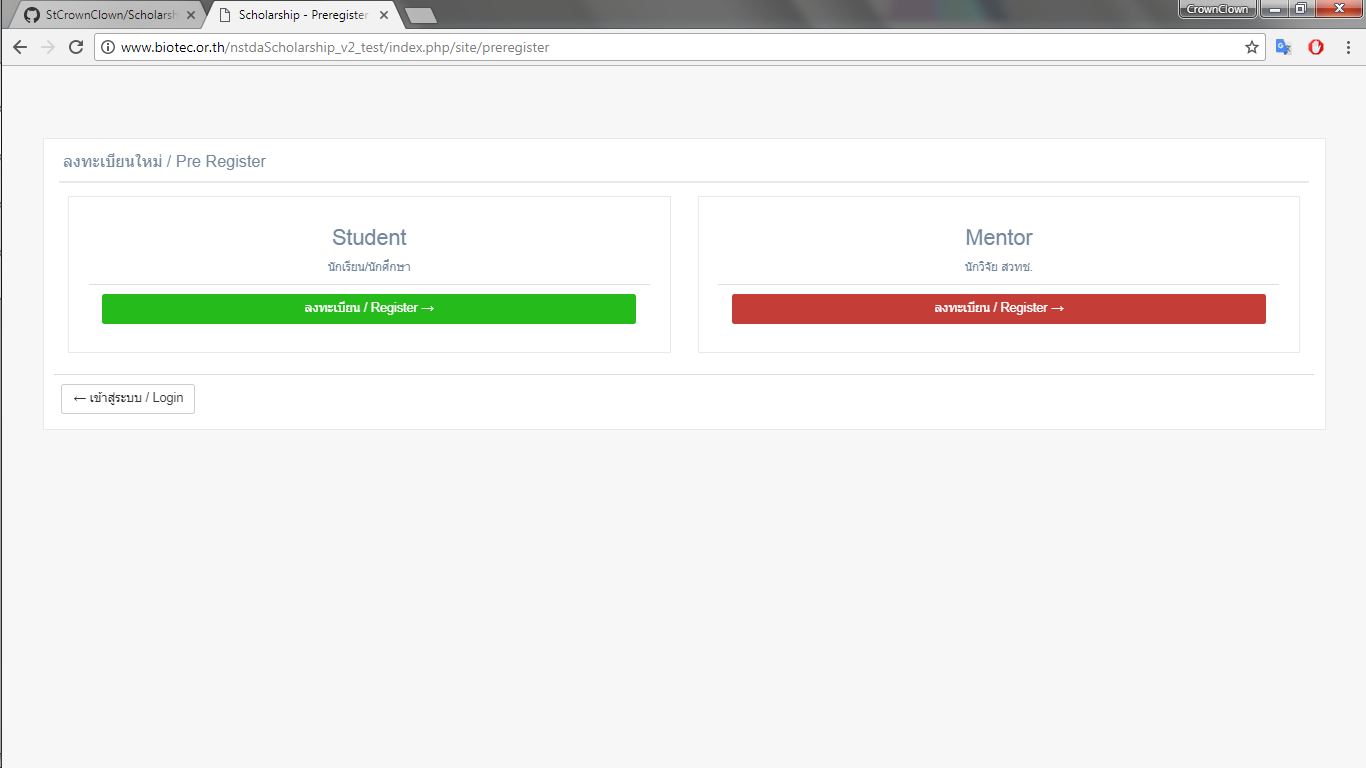 StCrownClown/Scholarsh
Scholarship - Preregister
CrownClown
www.biotec.or.th/nstdaScholarship_v2_test/index.php/site/preregister
ลงทะเบียนใหม่ / Pre Register
Student
นักเรียน/นักศึกษา
ลงทะเบียน / Register →
Mentor
นักวิจัย สวทช.
ลงทะเบียน / Register →
← เข้าสู่ระบบ / Login